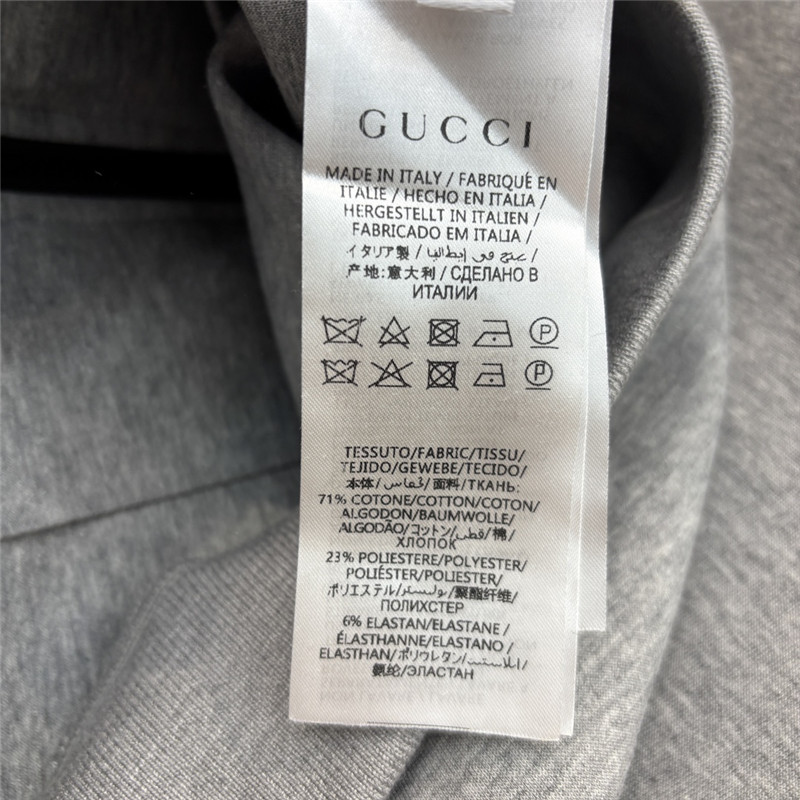 GUCCI
MADE IN ITALY / FABRIQUÉ EN
ITALIE / HECHO EN ITALIA /
HERGESTELLT IN ITALIEN /
FABRICADO EM ITALIA /
イタリア製 / صنع في إيطاليا /
产地:意大利 / СДЕЛАНО В
ИТАЛИИ
P
P
TESSUTO/FABRIC/TISSU/
TEJIDO/GEWEBE/TECIDO/
本体/قماس/面料/ТКАНЬ:
71% COTONE/COTTON/COTON/
ALGODON/BAUMWOLLE/
ALGODÃO/コットン/قطن/棉/
ХЛОПОК
23% POLIESTERE/POLYESTER/
POLIÉSTER/POLIESTER/
ポリエステル/بوليستر/聚酯纤维/
ПОЛИХСТЕР
6% ELASTAN/ELASTANE/
ÉLASTHANNE/ELASTANO/
ELASTHAN/ポリウレタン/إيلاستين/
氨纶/ЭЛАСТАН